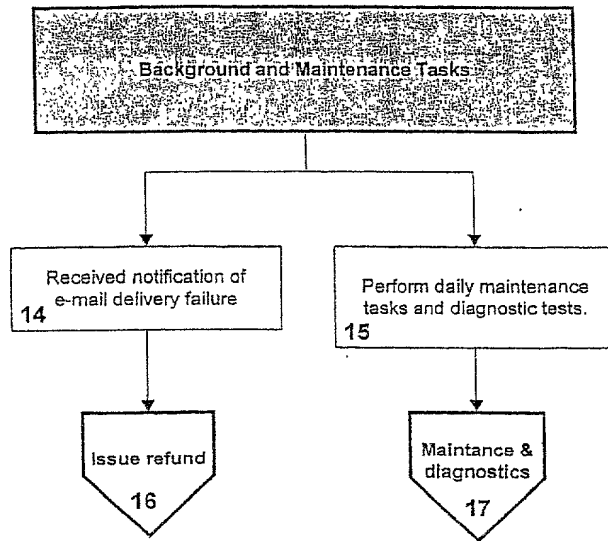 Background and Maintenance Tasks
Received notification of
e-mail delivery failure
14
Perform daily maintenance
tasks and diagnostic tests.
15
Issue refund
16
Maintance &
diagnostics
17